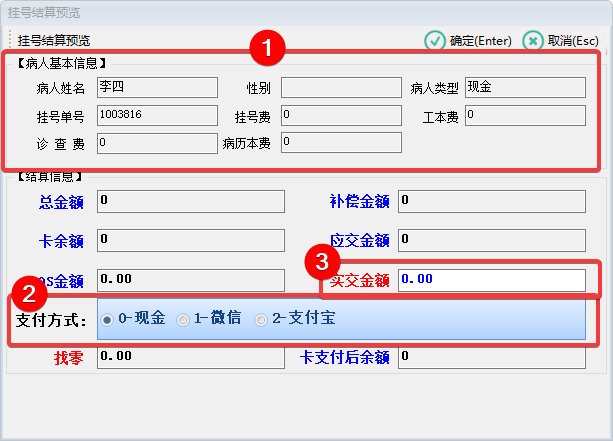 挂号结算预览
挂号结算预览 确定(Enter) 取消(Esc)
1
【病人基本信息】
病人姓名 李四 性别 病人类型 现金
挂号单号 1003816 挂号费 0 工本费 0
诊查费 0 病历本费 0
【结算信息】
总金额 0 补偿金额 0
卡余额 0 应交金额 0
3
OS金额 0.00 实交金额 0.00
2
支付方式: 0-现金 1-微信 2-支付宝
找零 0.00 卡支付后余额 0